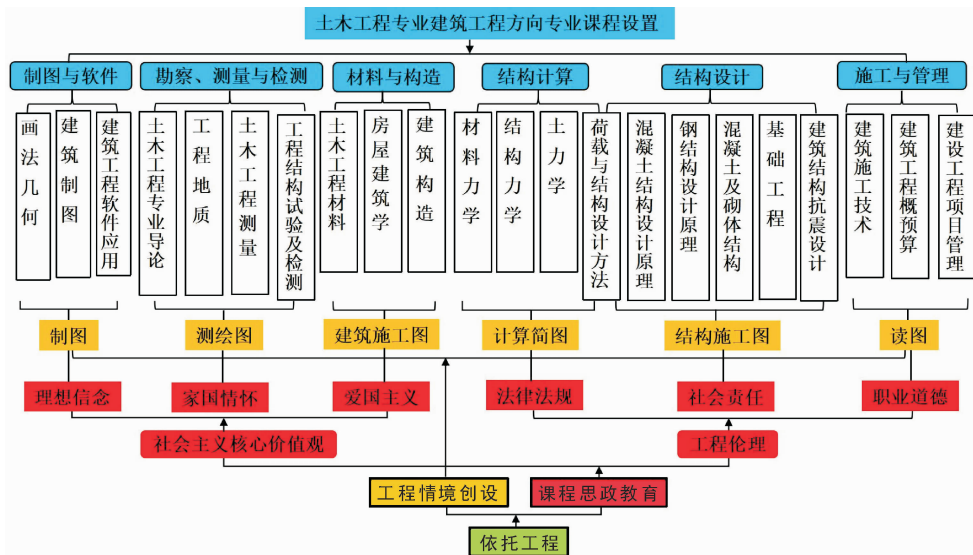 土木工程专业建筑工程方向专业课程设置
制图与软件
勘察、测量与检测
材料与构造
结构计算
结构设计
施工与管理
画法几何
建筑制图
建筑工程软件应用
土木工程专业导论
工程地质
土木工程测量
工程结构试验及检测
土木工程材料
房屋建筑学
建筑构造
材料力学
结构力学
土力学
荷载与结构设计方法
混凝土结构设计原理
钢结构设计原理
混凝土及砌体结构
基础工程
建筑结构抗震设计
建筑施工技术
建筑工程概预算
建设工程项目管理
制图
测绘图
建筑施工图
计算简图
结构施工图
读图
理想信念
家国情怀
爱国主义
法律法规
社会责任
职业道德
社会主义核心价值观
工程伦理
工程情境创设
课程思政教育
依托工程